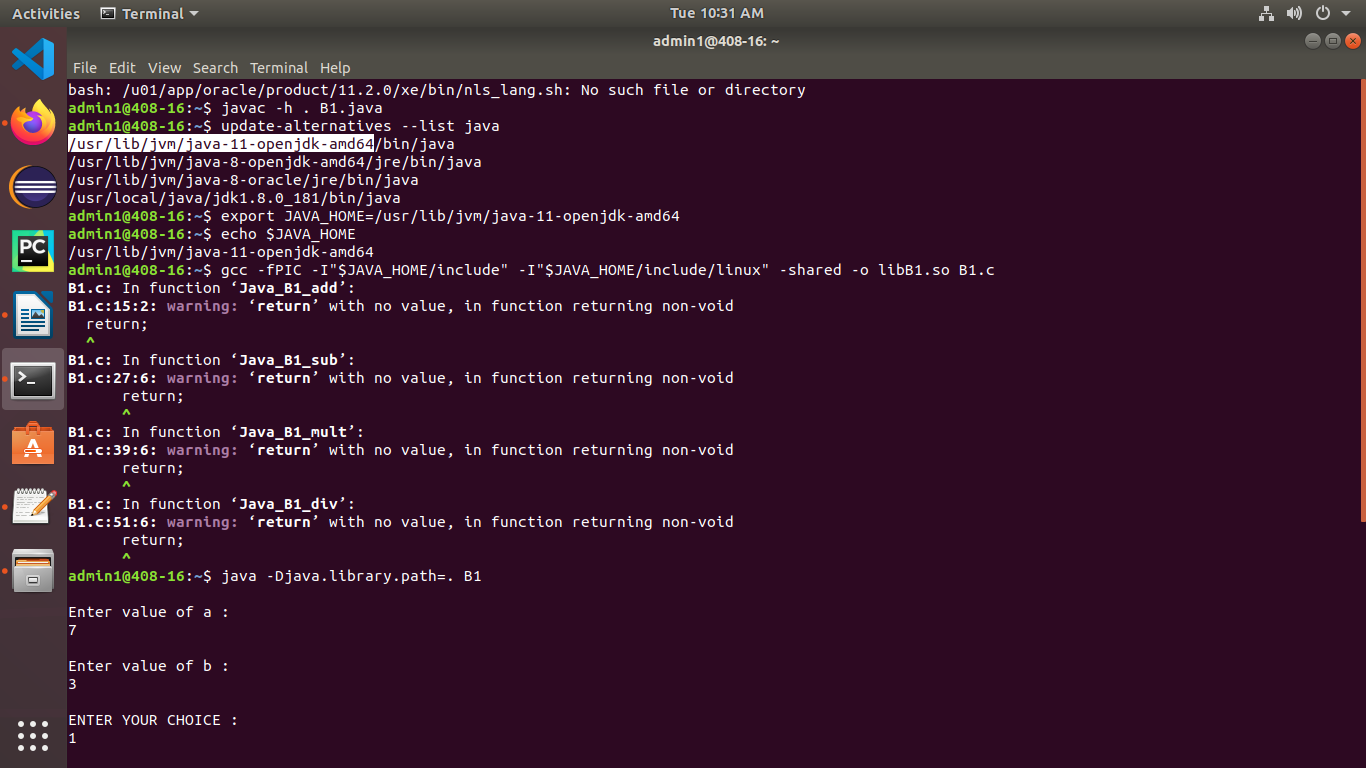 Activities Terminal Tue 10:31 AM
admin1@408-16: ~
File Edit View Search Terminal Help
bash: /u01/app/oracle/product/11.2.0/xe/bin/nls_lang.sh: No such file or directory
admin1@408-16:~$ javac -h . B1.java
admin1@408-16:~$ update-alternatives --list java
/usr/lib/jvm/java-11-openjdk-amd64/bin/java
/usr/lib/jvm/java-8-openjdk-amd64/jre/bin/java
/usr/lib/jvm/java-8-oracle/jre/bin/java
/usr/local/java/jdk1.8.0_181/bin/java
admin1@408-16:~$ export JAVA_HOME=/usr/lib/jvm/java-11-openjdk-amd64
admin1@408-16:~$ echo $JAVA_HOME
/usr/lib/jvm/java-11-openjdk-amd64
admin1@408-16:~$ gcc -fPIC -I"$JAVA_HOME/include" -I"$JAVA_HOME/include/linux" -shared -o libB1.so B1.c
B1.c: In function ‘Java_B1_add’:
B1.c:15:2: warning: ‘return’ with no value, in function returning non-void
return;
^
B1.c: In function ‘Java_B1_sub’:
B1.c:27:6: warning: ‘return’ with no value, in function returning non-void
return;
^
B1.c: In function ‘Java_B1_mult’:
B1.c:39:6: warning: ‘return’ with no value, in function returning non-void
return;
^
B1.c: In function ‘Java_B1_div’:
B1.c:51:6: warning: ‘return’ with no value, in function returning non-void
return;
^
admin1@408-16:~$ java -Djava.library.path=. B1
Enter value of a :
7
Enter value of b :
3
ENTER YOUR CHOICE :
1
PC